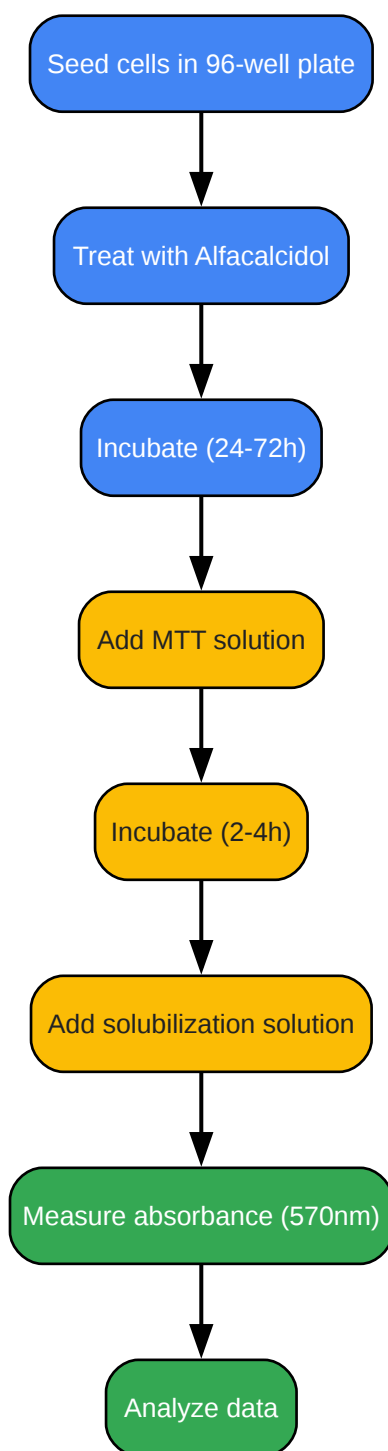 Seed cells in 96-well plate
Treat with Alfacalcidol
Incubate (24-72h)
Add MTT solution
Incubate (2-4h)
Add solubilization solution
Measure absorbance (570nm)
Analyze data